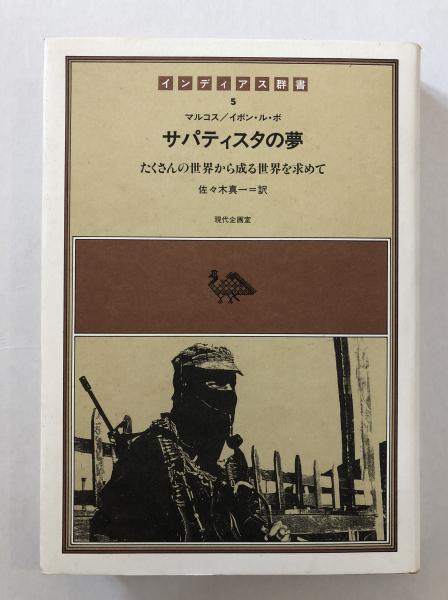 インディアス群書
5
マルコス/イボン・ル・ボ
サパティスタの夢
たくさんの世界から成る世界を求めて
佐々木真一=訳
現代企画室